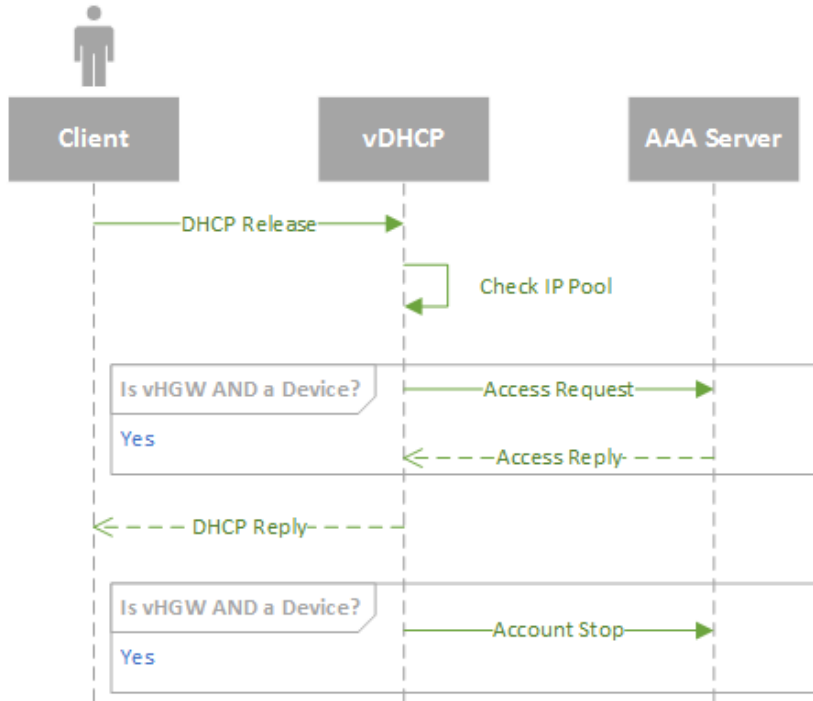 Client
vDHCP
AAA Server
DHCP Release
Check IP Pool
Is vHGW AND a Device?
Access Request
Yes
Access Reply
DHCP Reply
Is vHGW AND a Device?
Account Stop
Yes